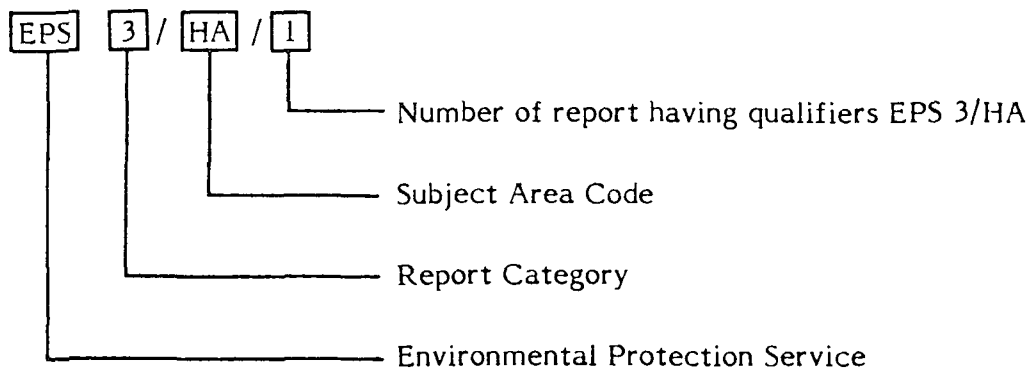 EPS 3 / HA / 1
Number of report having qualifiers EPS 3/HA
Subject Area Code
Report Category
Environmental Protection Service